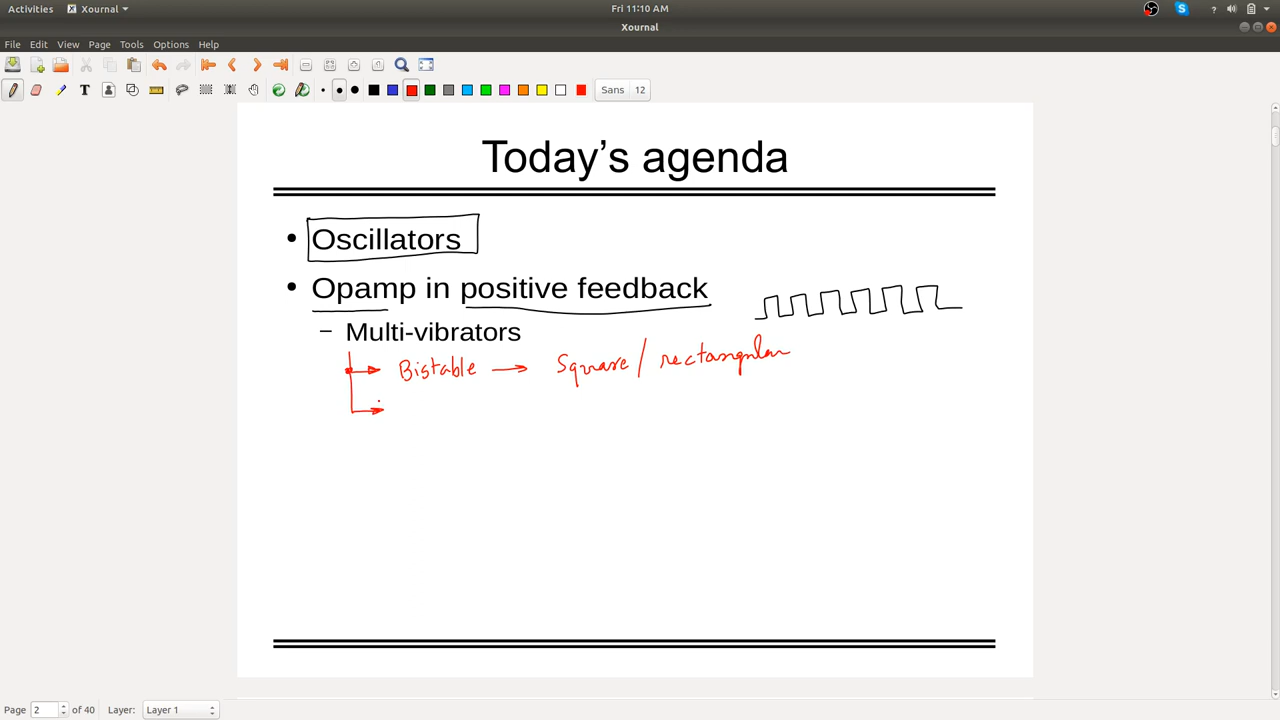 Activities Xournal Fri 11:10 AM ?
Xournal
File Edit View Page Tools Options Help
T Sans 12
Today's agenda
• Oscillators
• Opamp in positive feedback
– Multi-vibrators
Bistable → Square / rectangular
Page 2 of 40 Layer: Layer 1